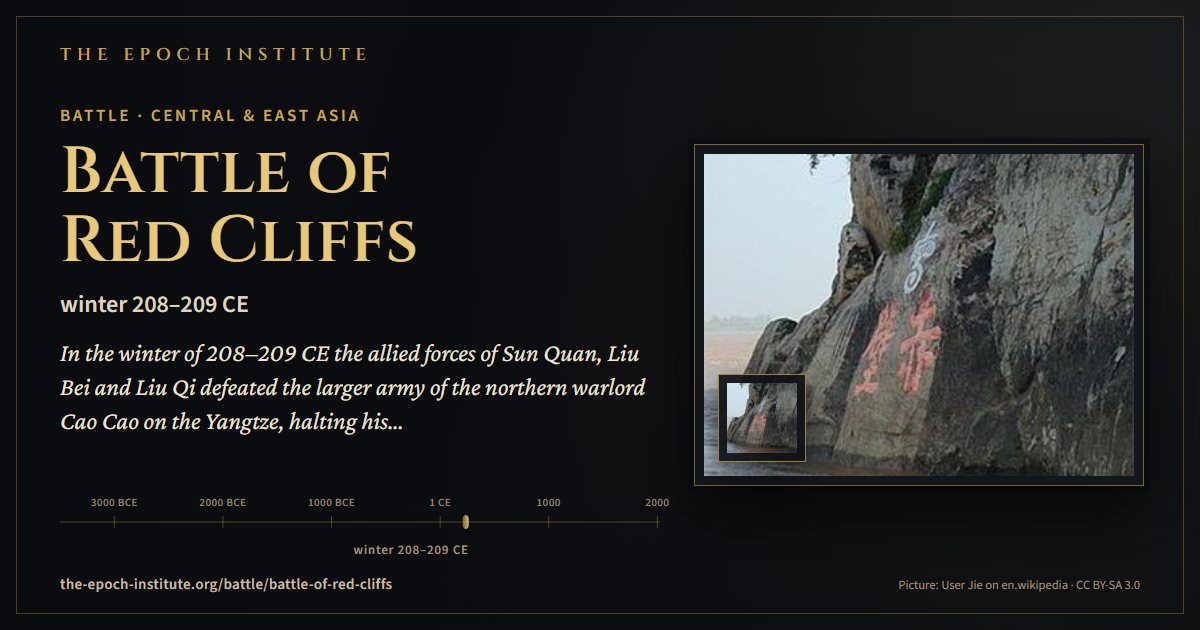 THE EPOCH INSTITUTE
BATTLE · CENTRAL & EAST ASIA
BATTLE OF
RED CLIFFS
winter 208–209 CE
In the winter of 208–209 CE the allied forces of Sun Quan, Liu
Bei and Liu Qi defeated the larger army of the northern warlord
Cao Cao on the Yangtze, halting his...
赤壁
3000 BCE 2000 BCE 1000 BCE 1 CE 1000 2000
winter 208–209 CE
the-epoch-institute.org/battle/battle-of-red-cliffs
Picture: User Jie on en.wikipedia · CC BY-SA 3.0